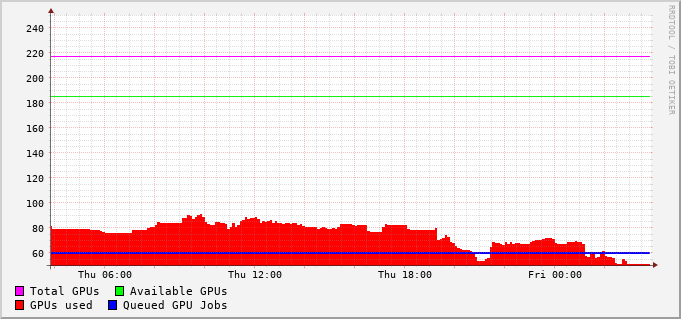 RRDTOOL / TOBI OETIKER
240
220
200
180
160
140
120
100
80
60
Thu 06:00 Thu 12:00 Thu 18:00 Fri 00:00
Total GPUs Available GPUs
GPUs used Queued GPU Jobs